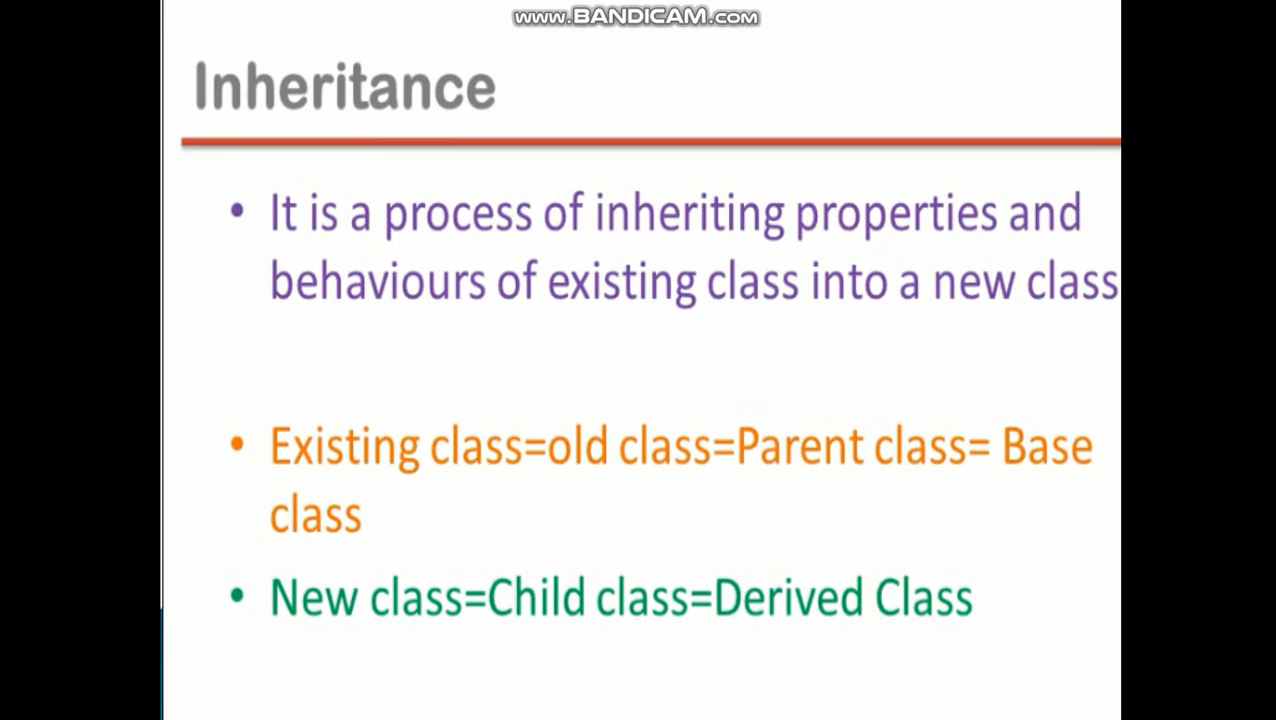 www.BANDICAM.com
Inheritance
• It is a process of inheriting properties and
behaviours of existing class into a new class
• Existing class=old class=Parent class= Base
class
• New class=Child class=Derived Class